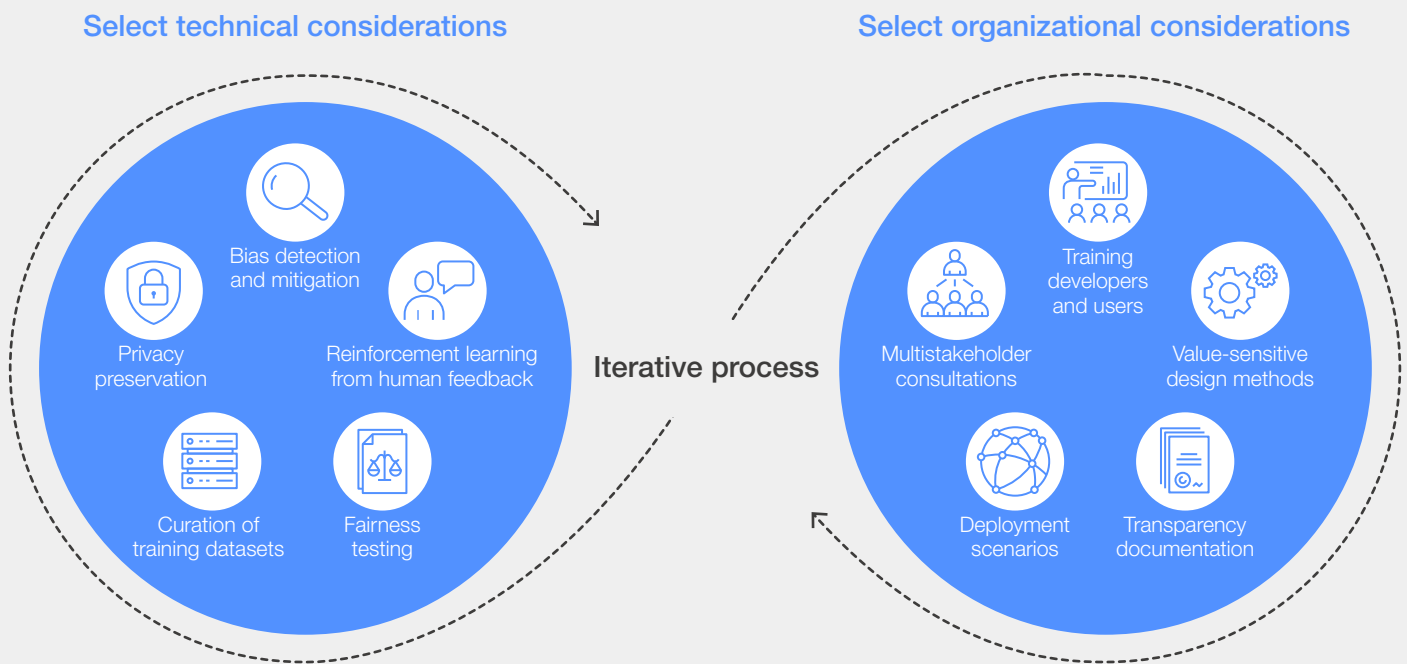 Select technical considerations
Bias detection
and mitigation
Privacy
preservation
Reinforcement learning
from human feedback
Curation of
training datasets
Fairness
testing
Iterative process
Select organizational considerations
Training
developers
and users
Multistakeholder
consultations
Value-sensitive
design methods
Deployment
scenarios
Transparency
documentation